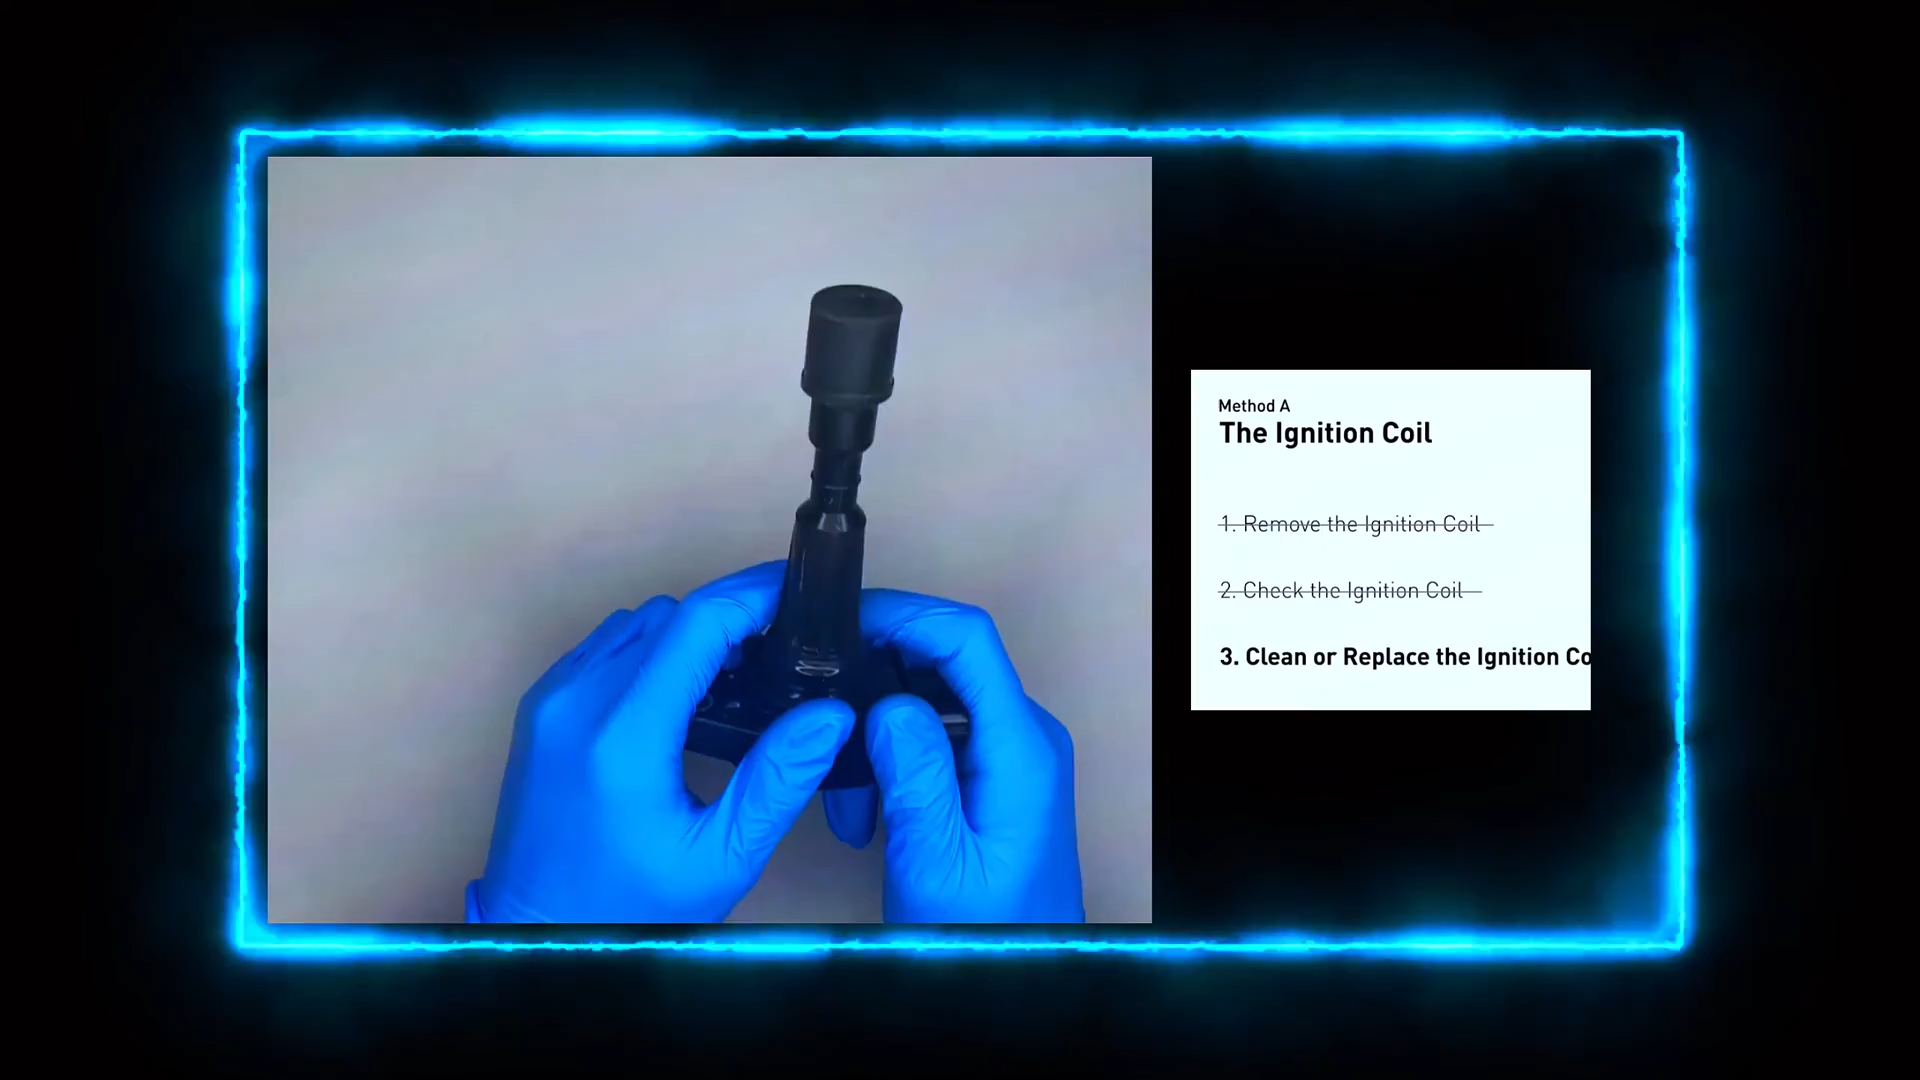 Method A
The Ignition Coil
1. Remove the Ignition Coil
2. Check the Ignition Coil
3. Clean or Replace the Ignition Co